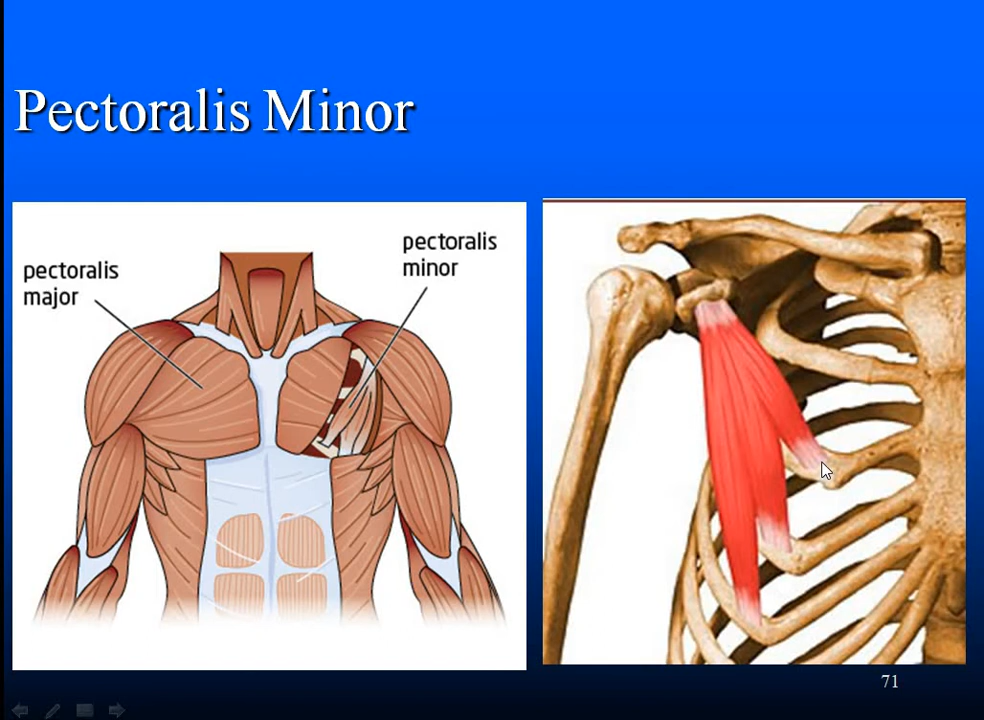 Pectoralis Minor
pectoralis
major
pectoralis
minor
71